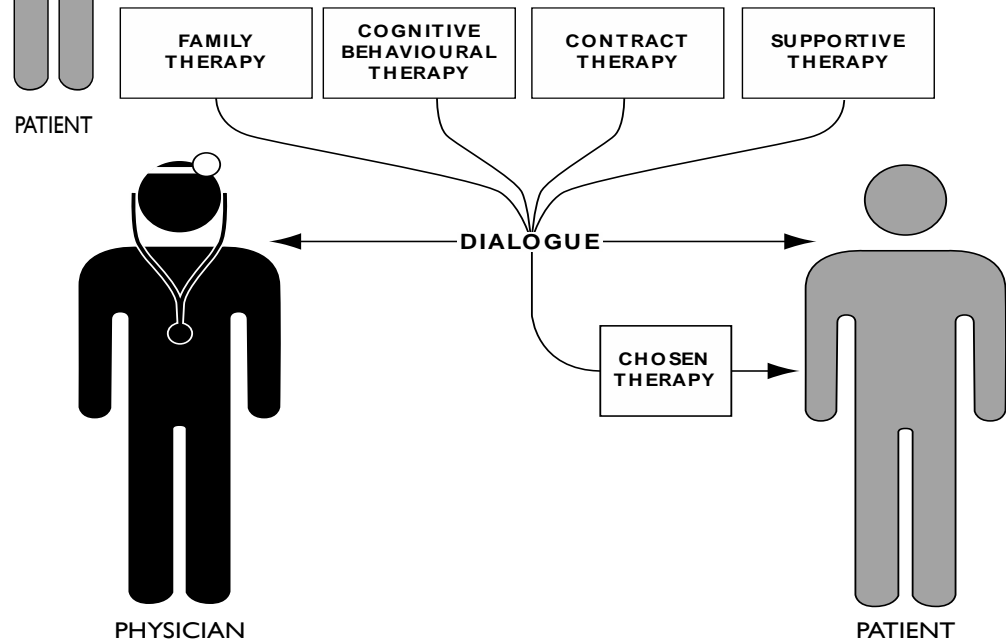 FAMILY
THERAPY
COGNITIVE
BEHAVIOURAL
THERAPY
CONTRACT
THERAPY
SUPPORTIVE
THERAPY
PATIENT
DIALOGUE
CHOSEN
THERAPY
PHYSICIAN
PATIENT